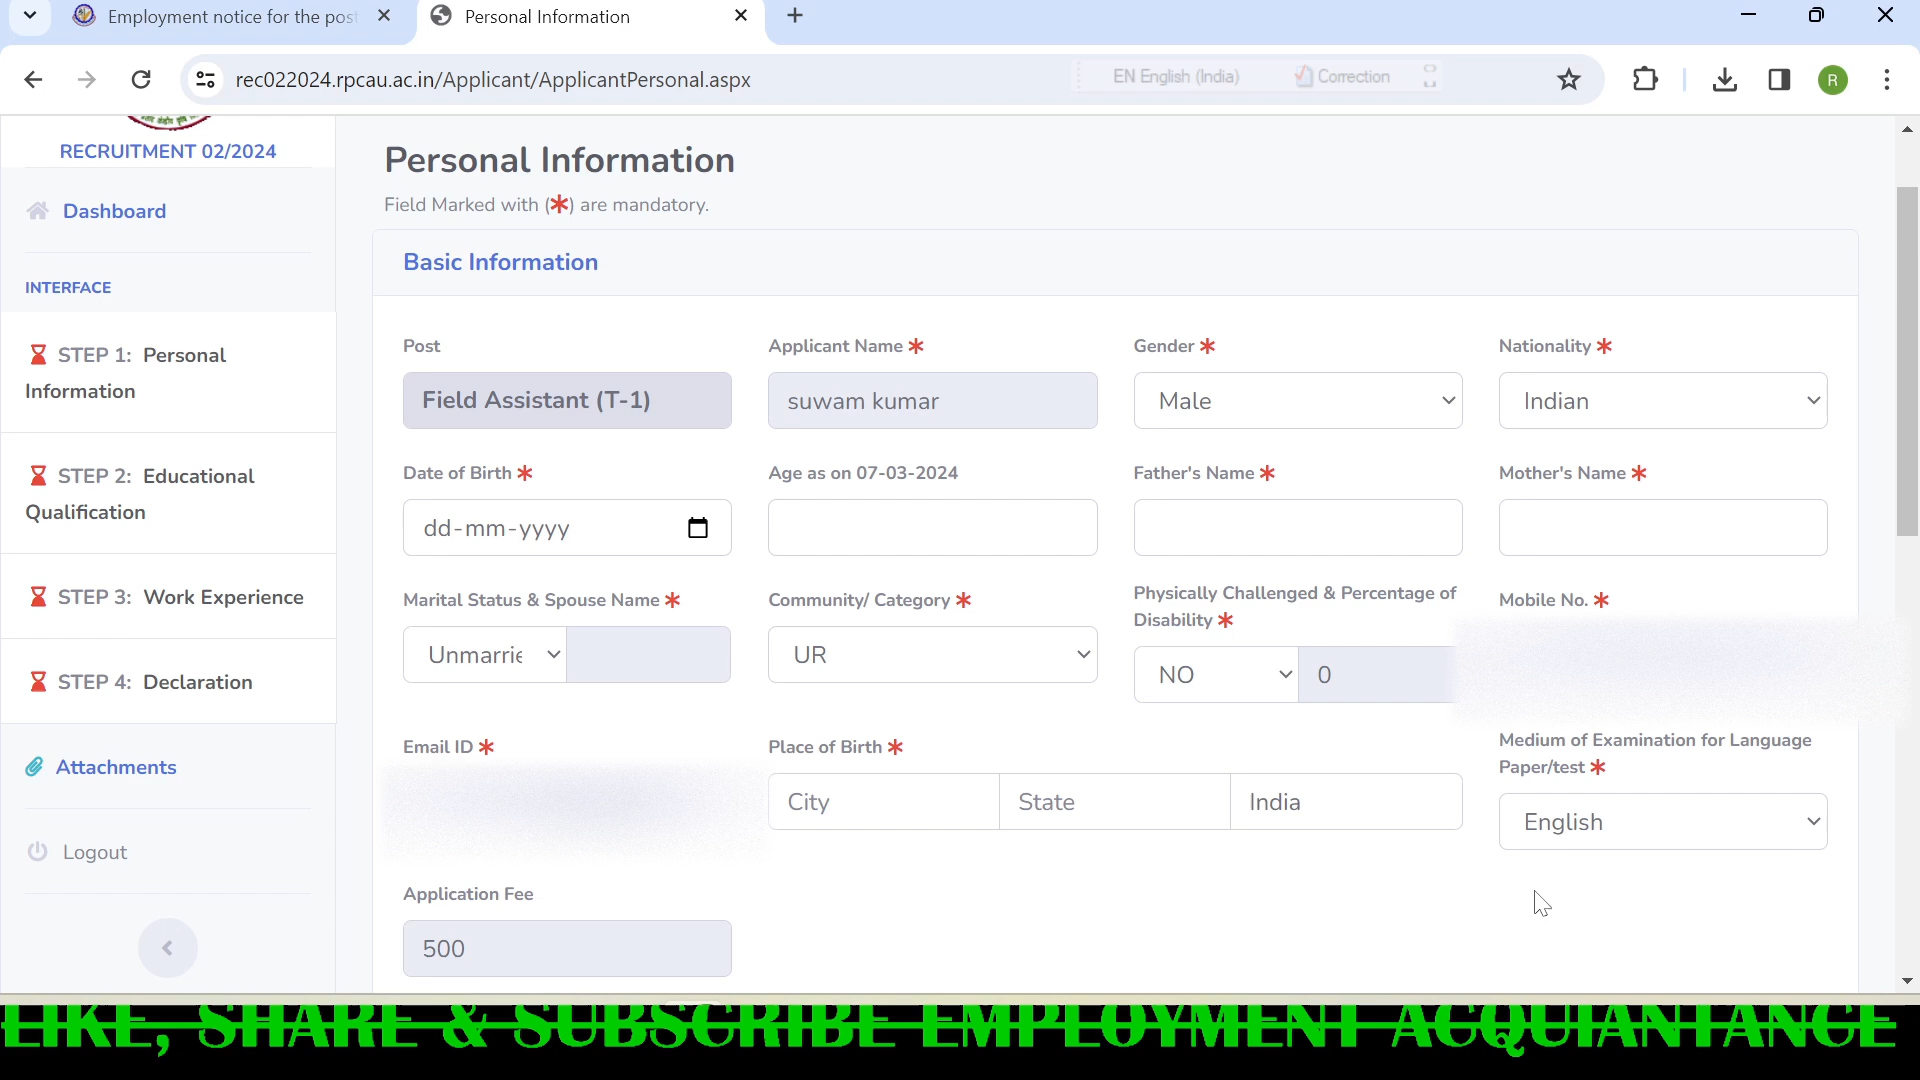 Employment notice for the post
Personal Information
rec022024.rpcau.ac.in/Applicant/ApplicantPersonal.aspx
EN English (India)
Correction
R
RECRUITMENT 02/2024
Dashboard
INTERFACE
STEP 1: Personal
Information
STEP 2: Educational
Qualification
STEP 3: Work Experience
STEP 4: Declaration
Attachments
Logout
Personal Information
Field Marked with (*) are mandatory.
Basic Information
Post
Applicant Name *
Gender *
Nationality *
Field Assistant (T-1)
suwam kumar
Male
Indian
Date of Birth *
Age as on 07-03-2024
Father's Name *
Mother's Name *
dd-mm-yyyy
Marital Status & Spouse Name *
Community/ Category *
Physically Challenged & Percentage of
Disability *
Mobile No. *
Unmarrie
UR
NO
0
Email ID *
Place of Birth *
Medium of Examination for Language
Paper/test *
City
State
India
English
Application Fee
500
LIKE, SHARE & SUBSCRIBE EMPLOYMENT ACQUIANTANCE